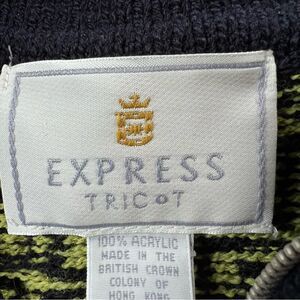 EXPRESS
TRICOT
100% ACRYLIC
MADE IN THE
BRITISH CROWN
COLONY OF
HONG KONG